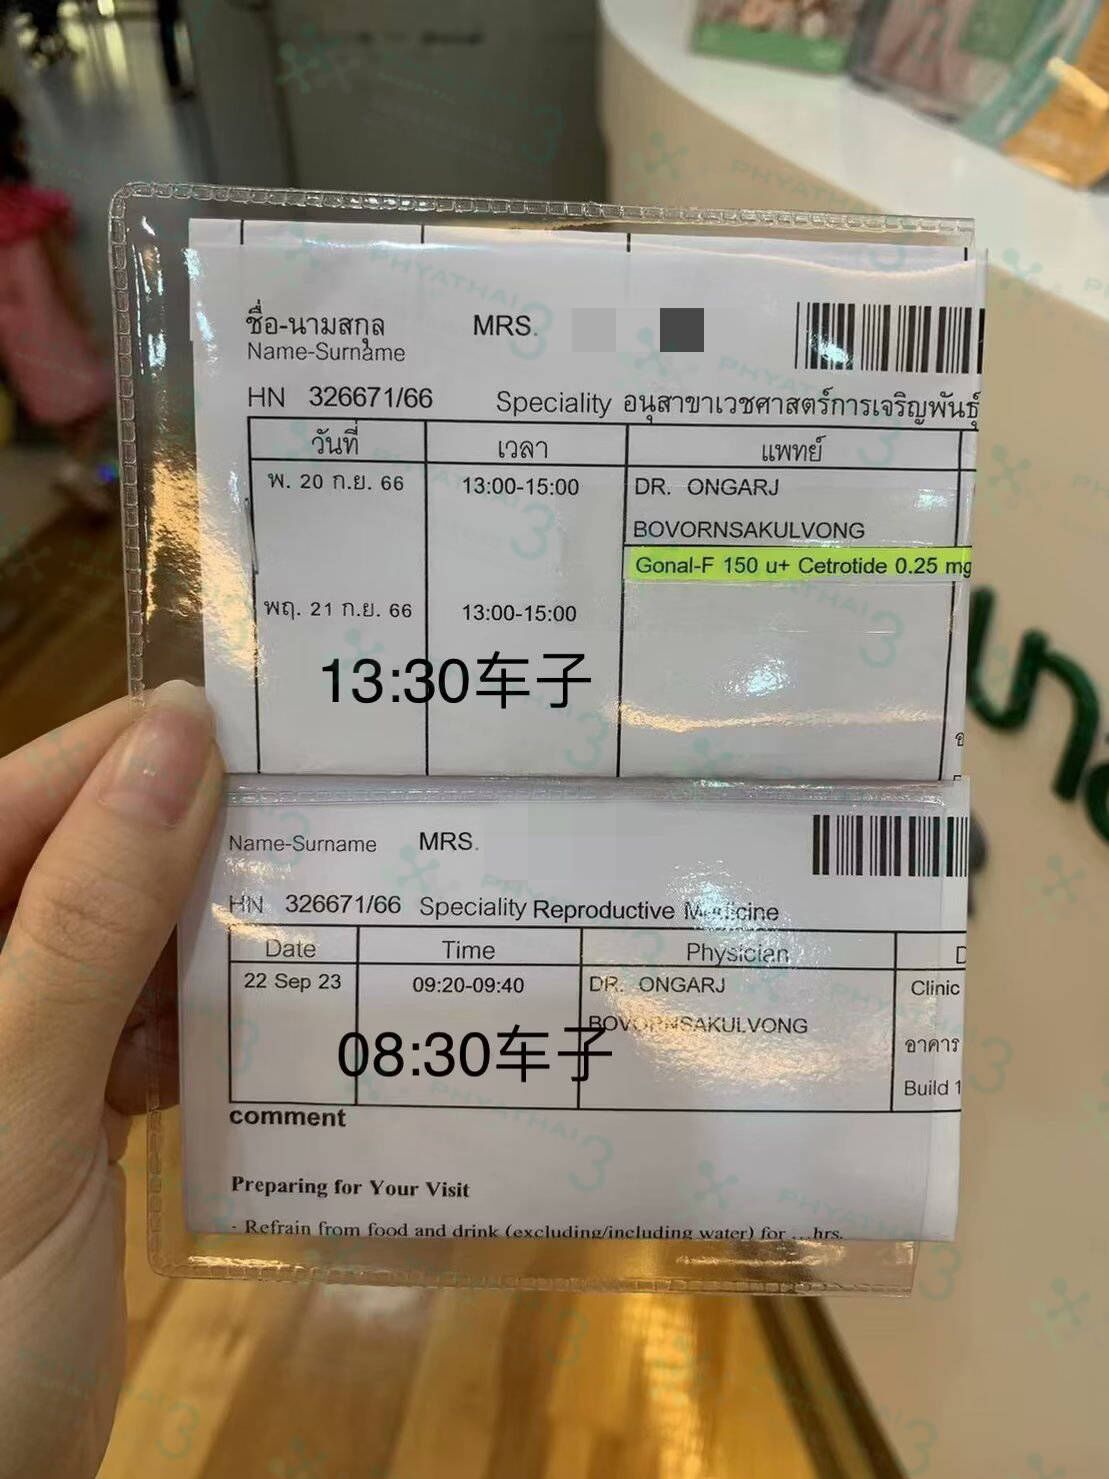 ชื่อ-นามสกุล MRS.
Name-Surname
HN 326671/66 Speciality อนุสาขาเวชศาสตร์การเจริญพันธุ์
วันที่ เวลา แพทย์
พ. 20 ก.ย. 66 13:00-15:00 DR. ONGARJ
BOVORNSAKULVONG
Gonal-F 150 u+ Cetrotide 0.25 mg
พฤ. 21 ก.ย. 66 13:00-15:00
13:30车子
Name-Surname MRS.
HN 326671/66 Speciality Reproductive Medicine
Date Time Physician
22 Sep 23 09:20-09:40 DR. ONGARJ Clinic
BOVORNSAKULVONG
อาคาร
08:30车子
Build 1
comment
Preparing for Your Visit
- Refrain from food and drink (excluding/including water) for ...hrs.
PHYATHAI 3